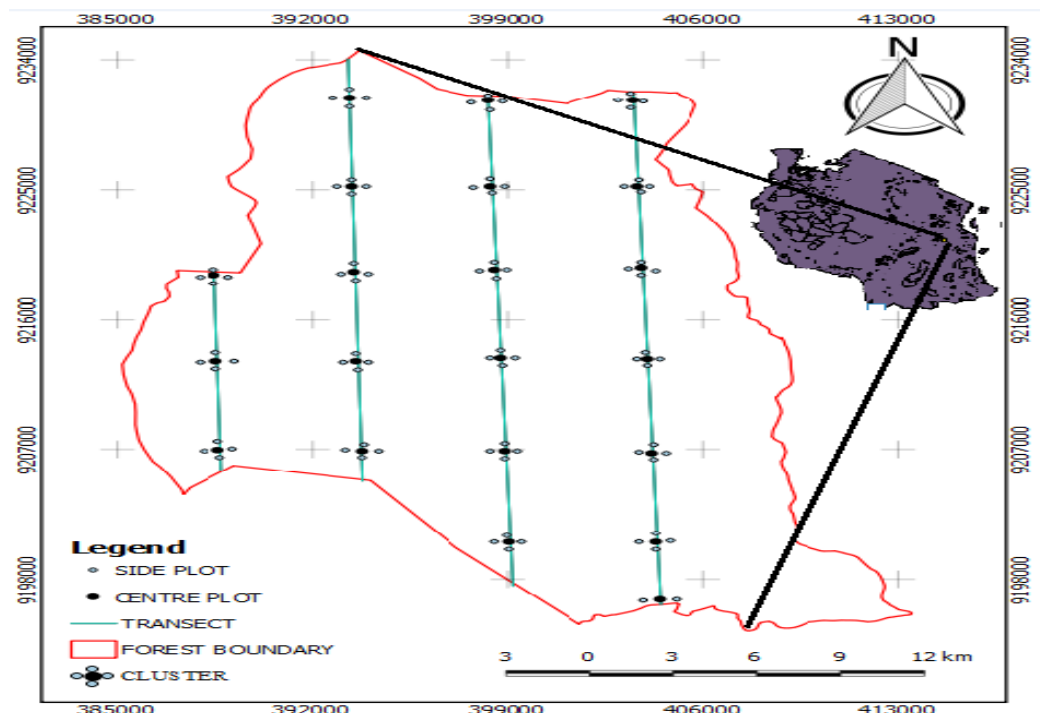 385000 392000 399000 406000 413000
N
9234000 9234000
9225000 9225000
9216000 9216000
9207000 9207000
9198000 9198000
Legend
SIDE PLOT
CENTRE PLOT
TRANSECT
FOREST BOUNDARY
CLUSTER
3 0 3 6 9 12 km
385000 392000 399000 406000 413000